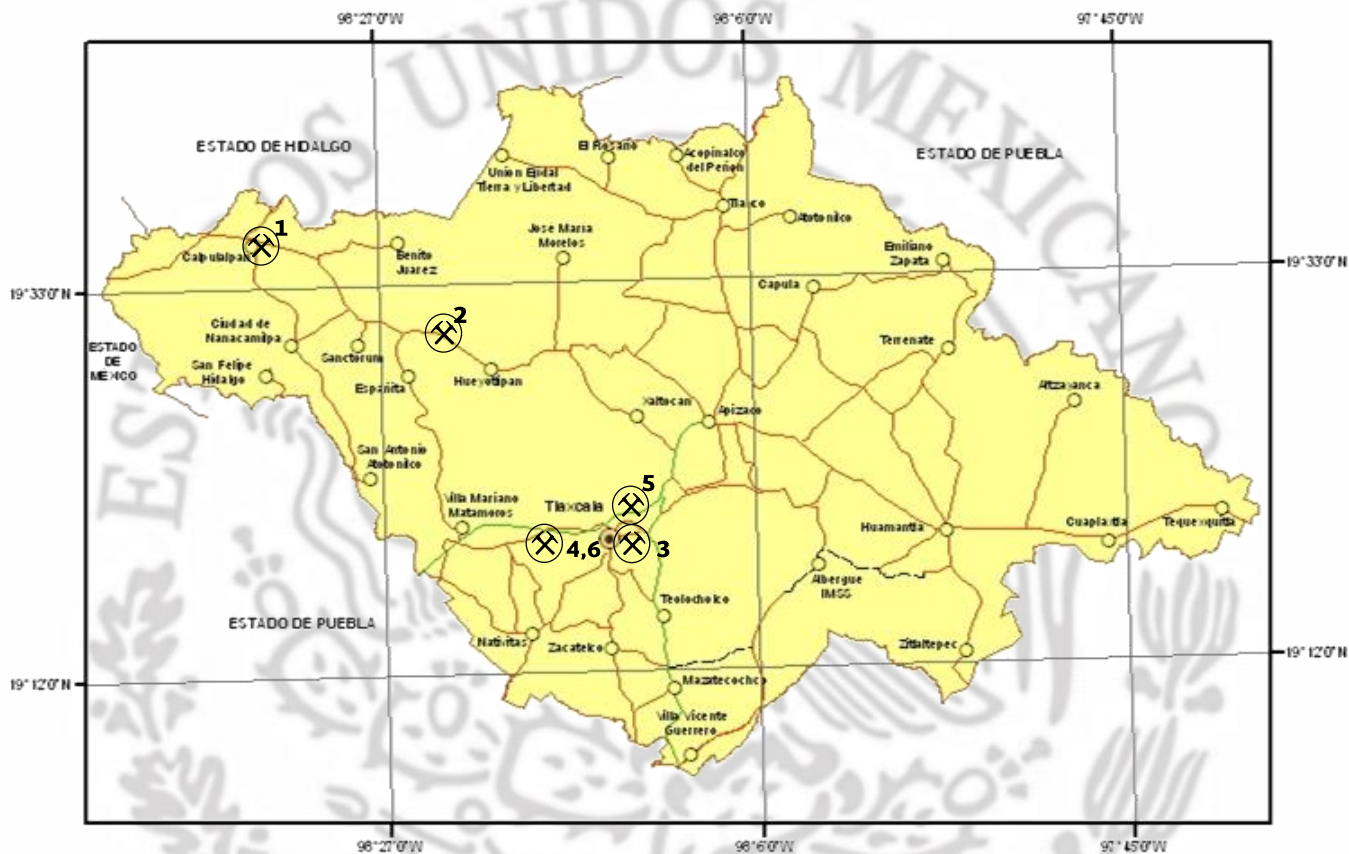 98°27'0"W
98°6'0"W
97°45'0"W
ESTADOS UNIDOS MEXICANOS
ESTADO DE HIDALGO
ESTADO DE PUEBLA
El Rosario
Acopinalco
del Peñon
Union Ejidal
Tierra y Libertad
Tlaxco
Atotonilco
1
Calpulalpan
Benito
Juarez
Jose Maria
Morelos
Emiliano
Zapata
19°33'0"N
19°33'0"N
Capula
2
Ciudad de
Nanacamilpa
Sanctorum
ESTADO
DE
MEXICO
San Felipe
Hidalgo
Españita
Hueyotlipan
Terrenate
Altzayanca
Xaltocan
Apizaco
San Antonio
Atotonilco
5
Villa Mariano
Matamoros
Tlaxcala
4,6
3
Huamantla
Cuapiaxtla
Tequexquitla
Albergue
IMSS
Teolocholco
ESTADO DE PUEBLA
Nativitas
Zacatelco
Zitlaltepec
19°12'0"N
19°12'0"N
Mazatecochco
Villa Vicente
Guerrero
98°27'0"W
98°6'0"W
97°45'0"W